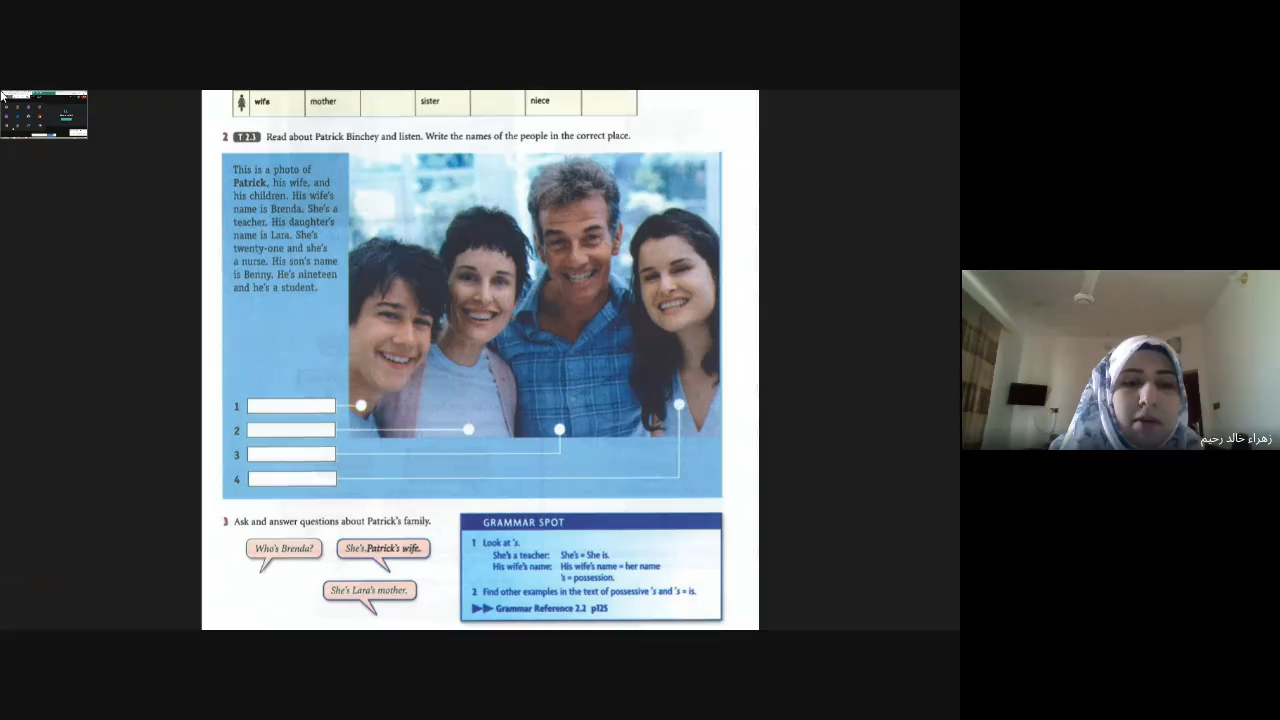 wife mother sister niece
2 T 2.3 Read about Patrick Binchey and listen. Write the names of the people in the correct place.
This is a photo of
Patrick, his wife, and
his children. His wife's
name is Brenda. She's a
teacher. His daughter's
name is Lara. She's
twenty-one and she's
a nurse. His son's name
is Benny. He's nineteen
and he's a student.
1
2
3
4
3 Ask and answer questions about Patrick's family.
Who's Brenda?
She's Patrick's wife.
She's Lara's mother.
GRAMMAR SPOT
1 Look at 's.
She's a teacher: She's = She is.
His wife's name: His wife's name = her name
's = possession.
2 Find other examples in the text of possessive 's and 's = is.
▶▶ Grammar Reference 2.2 p125
زهراء خالد رحيم